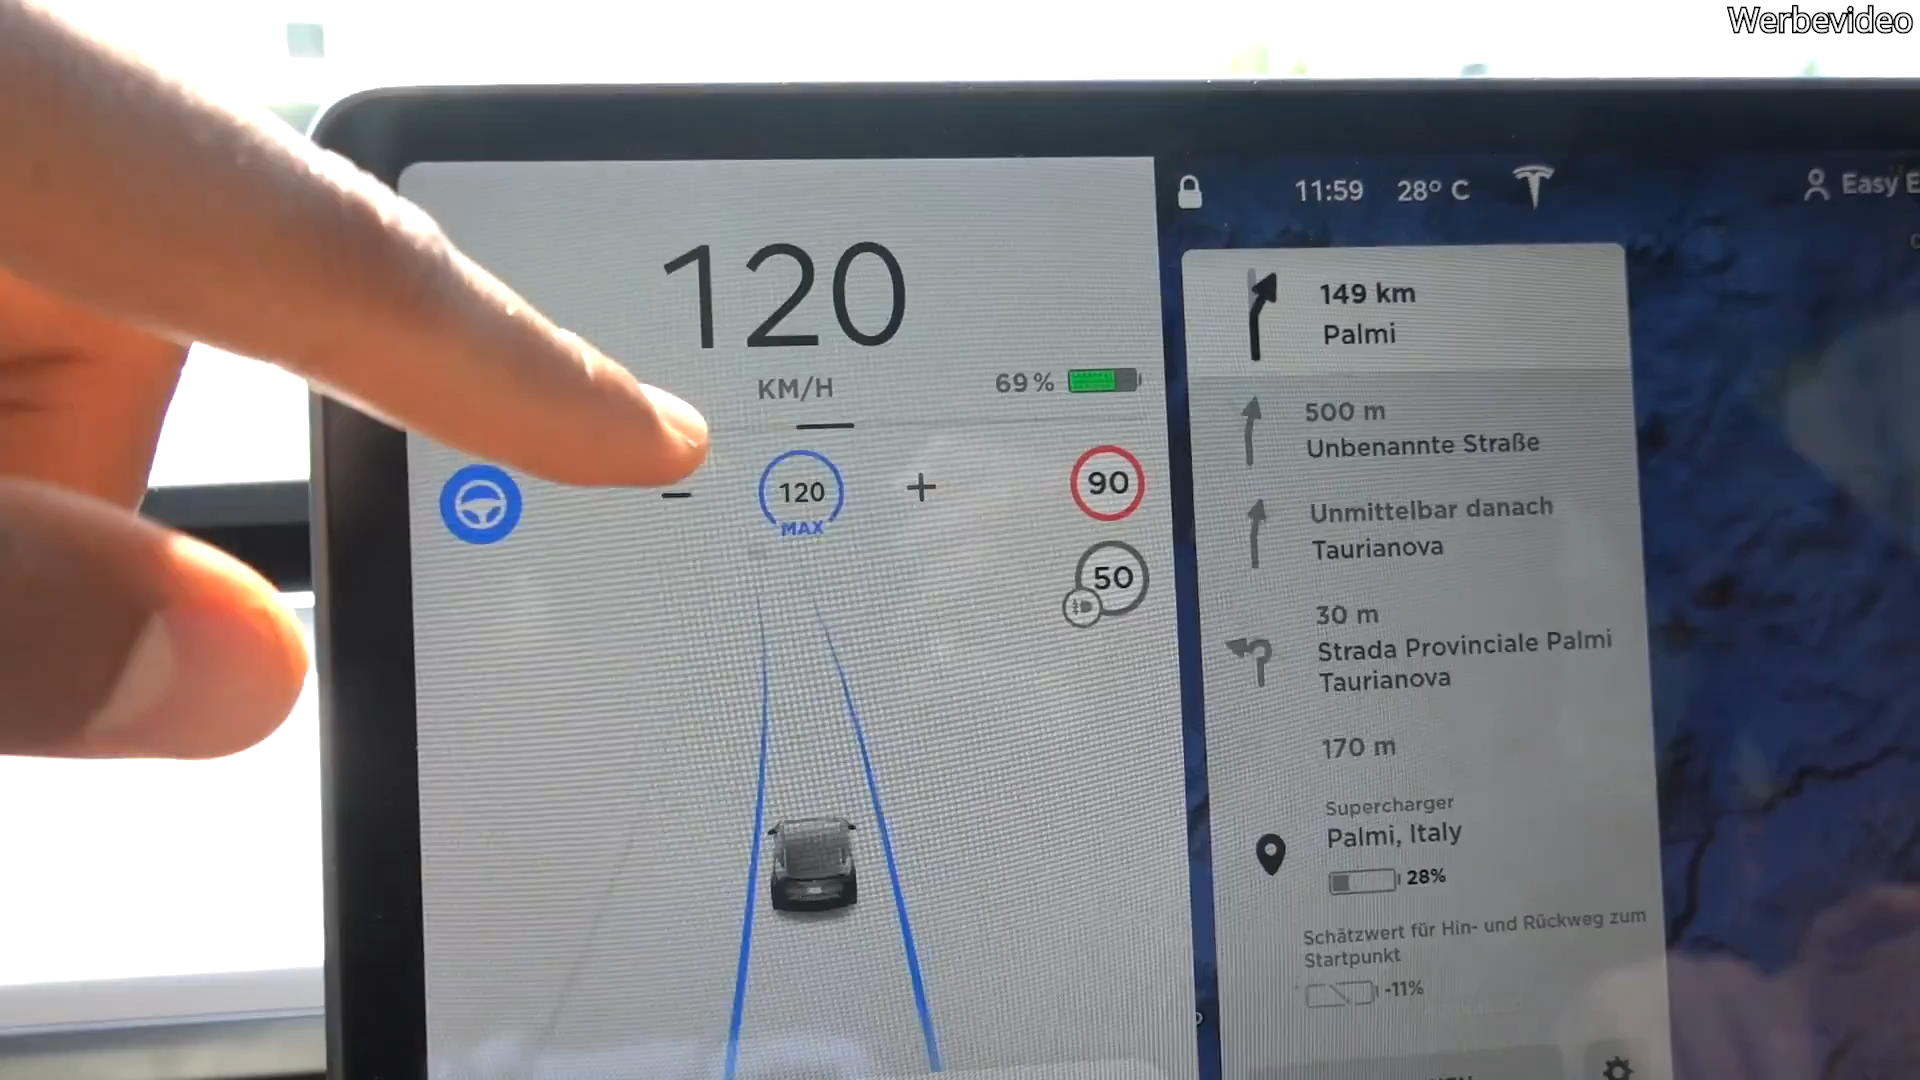 Werbevideo
120
KM/H
69 %
120
MAX
90
50
11:59 28° C
Easy E
149 km
Palmi
500 m
Unbenannte Straße
Unmittelbar danach
Taurianova
30 m
Strada Provinciale Palmi
Taurianova
170 m
Supercharger
Palmi, Italy
28%
Schätzwert für Hin- und Rückweg zum
Startpunkt
-11%